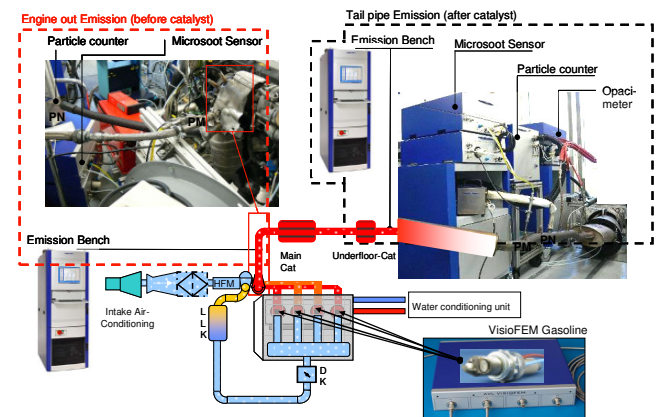 Engine out Emission (before catalyst)
Particle counter
Microsoot Sensor
PN
PM
Tail pipe Emission (after catalyst)
Emission Bench
Microsoot Sensor
Particle counter
Opaci-
meter
PM
PN
Emission Bench
Main
Cat
Underfloor-Cat
HFM
Intake Air-
Conditioning
L
L
K
D
K
Water conditioning unit
VisioFEM Gasoline
AVL VISIOFEM